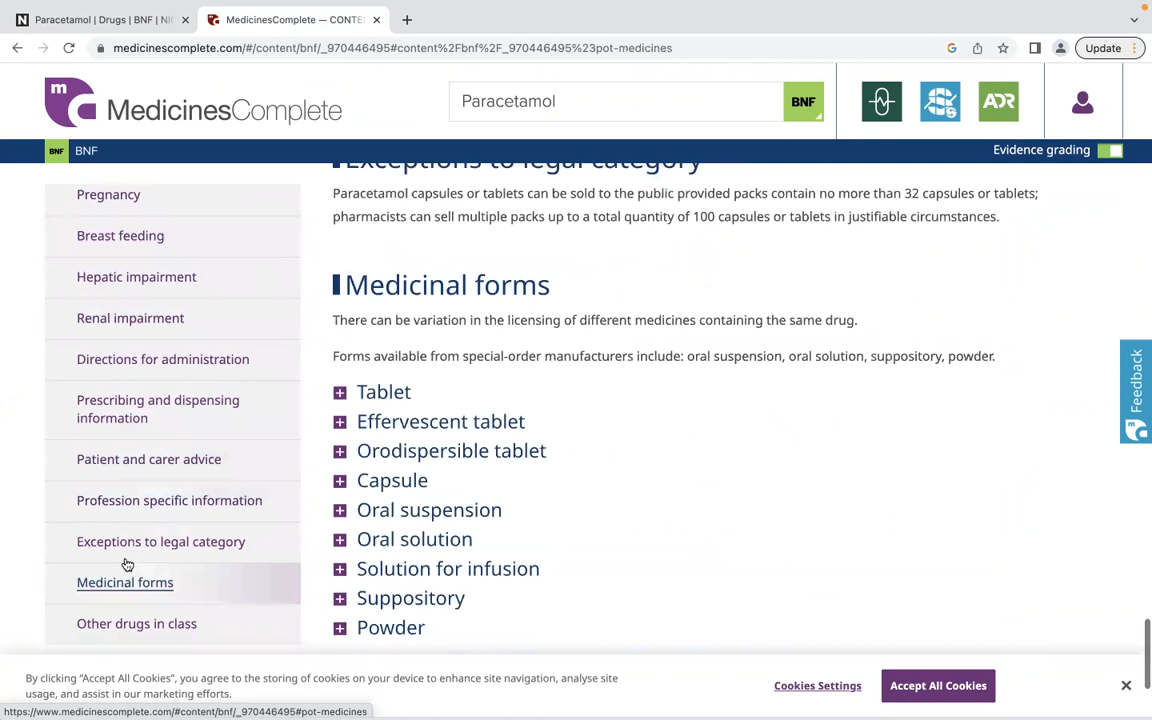 Paracetamol | Drugs | BNF | NI
MedicinesComplete — CONTE
Update
medicinescomplete.com/#/content/bnf/_970446495#content%2Fbnf%2F_970446495%23pot-medicines
mc MedicinesComplete
Paracetamol
BNF
ADR
BNF BNF
Evidence grading
Exceptions to legal category
Pregnancy
Breast feeding
Hepatic impairment
Renal impairment
Directions for administration
Prescribing and dispensing
information
Patient and carer advice
Profession specific information
Exceptions to legal category
Medicinal forms
Other drugs in class
Paracetamol capsules or tablets can be sold to the public provided packs contain no more than 32 capsules or tablets;
pharmacists can sell multiple packs up to a total quantity of 100 capsules or tablets in justifiable circumstances.
Medicinal forms
There can be variation in the licensing of different medicines containing the same drug.
Forms available from special-order manufacturers include: oral suspension, oral solution, suppository, powder.
Tablet
Effervescent tablet
Orodispersible tablet
Capsule
Oral suspension
Oral solution
Solution for infusion
Suppository
Powder
Feedback
By clicking “Accept All Cookies”, you agree to the storing of cookies on your device to enhance site navigation, analyse site
usage, and assist in our marketing efforts.
Cookies Settings
Accept All Cookies
https://www.medicinescomplete.com/#content/bnf/_970446495#pot-medicines